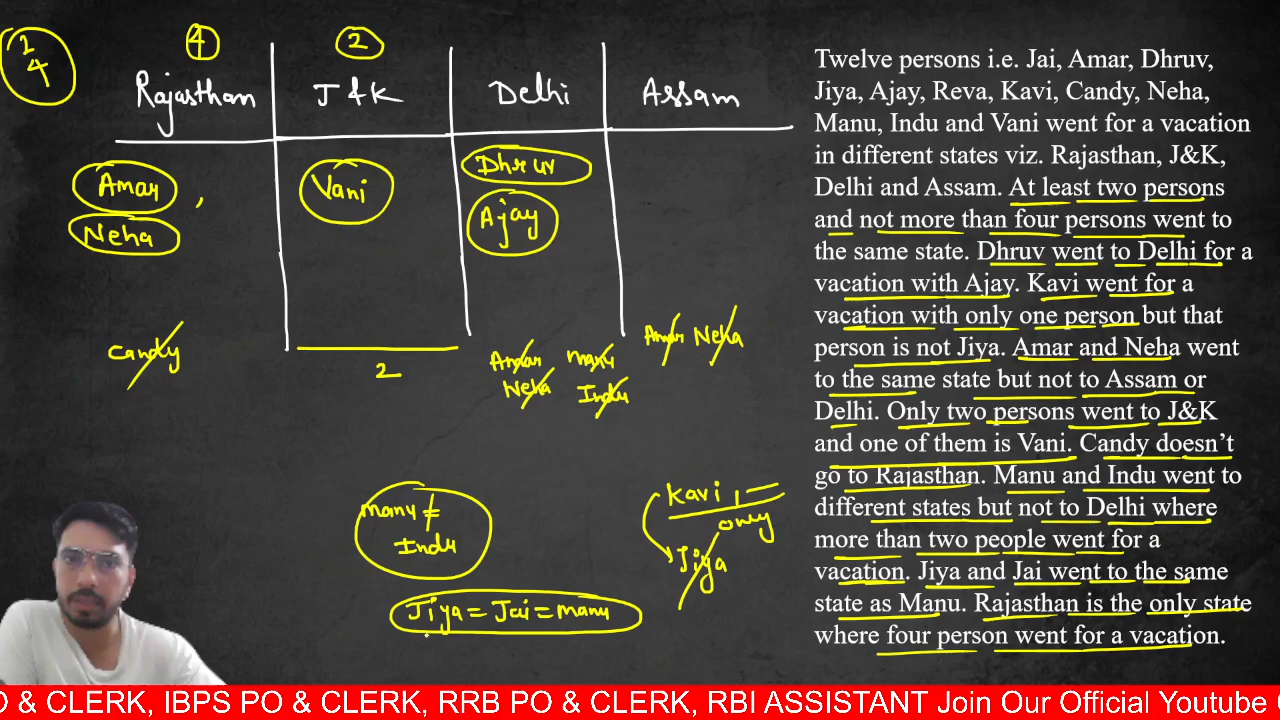 2
4
④
②
Rajasthan J&K Delhi Assam
Amar , Vani Dhruv
Neha Ajay
Candy Amar Neha
2 Amar Manu
Neha Indu
Manu ≠
Indu
Kavi , =
only
Jiya
Jiya = Jai = Manu
Twelve persons i.e. Jai, Amar, Dhruv,
Jiya, Ajay, Reva, Kavi, Candy, Neha,
Manu, Indu and Vani went for a vacation
in different states viz. Rajasthan, J&K,
Delhi and Assam. At least two persons
and not more than four persons went to
the same state. Dhruv went to Delhi for a
vacation with Ajay. Kavi went for a
vacation with only one person but that
person is not Jiya. Amar and Neha went
to the same state but not to Assam or
Delhi. Only two persons went to J&K
and one of them is Vani. Candy doesn’t
go to Rajasthan. Manu and Indu went to
different states but not to Delhi where
more than two people went for a
vacation. Jiya and Jai went to the same
state as Manu. Rajasthan is the only state
where four person went for a vacation.
O & CLERK, IBPS PO & CLERK, RRB PO & CLERK, RBI ASSISTANT Join Our Official Youtube